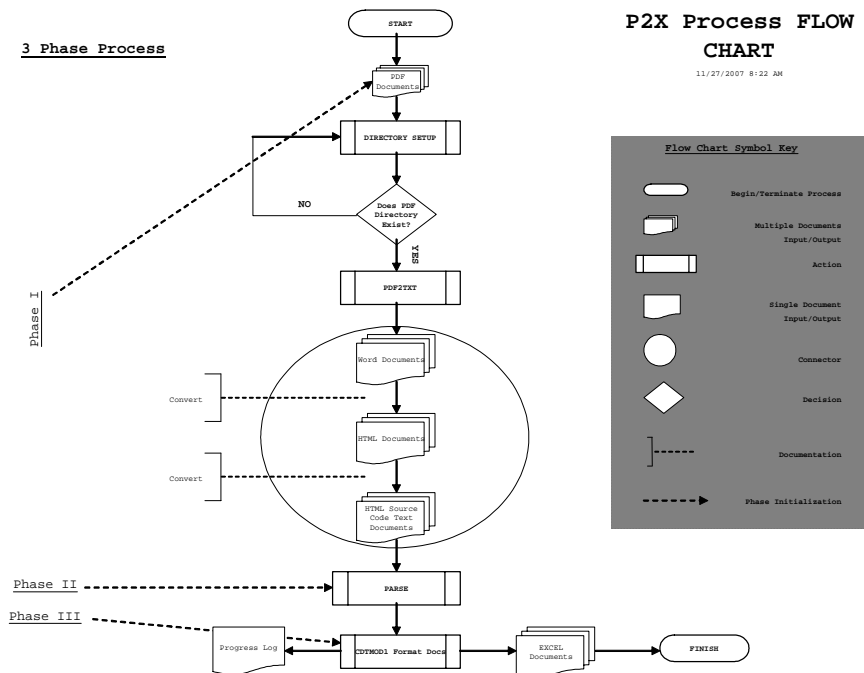 P2X Process FLOW
CHART
11/27/2007 8:22 AM
3 Phase Process
START
PDF
Documents
DIRECTORY SETUP
NO
Does PDF
Directory
Exist?
YES
PDF2TXT
Phase I
Word Documents
Convert
HTML Documents
Convert
HTML Source
Code Text
Documents
Phase II
PARSE
Phase III
Progress Log
CDTMOD1 Format Docs
EXCEL
Documents
FINISH
Flow Chart Symbol Key
Begin/Terminate Process
Multiple Documents
Input/Output
Action
Single Document
Input/Output
Connector
Decision
Documentation
Phase Initialization